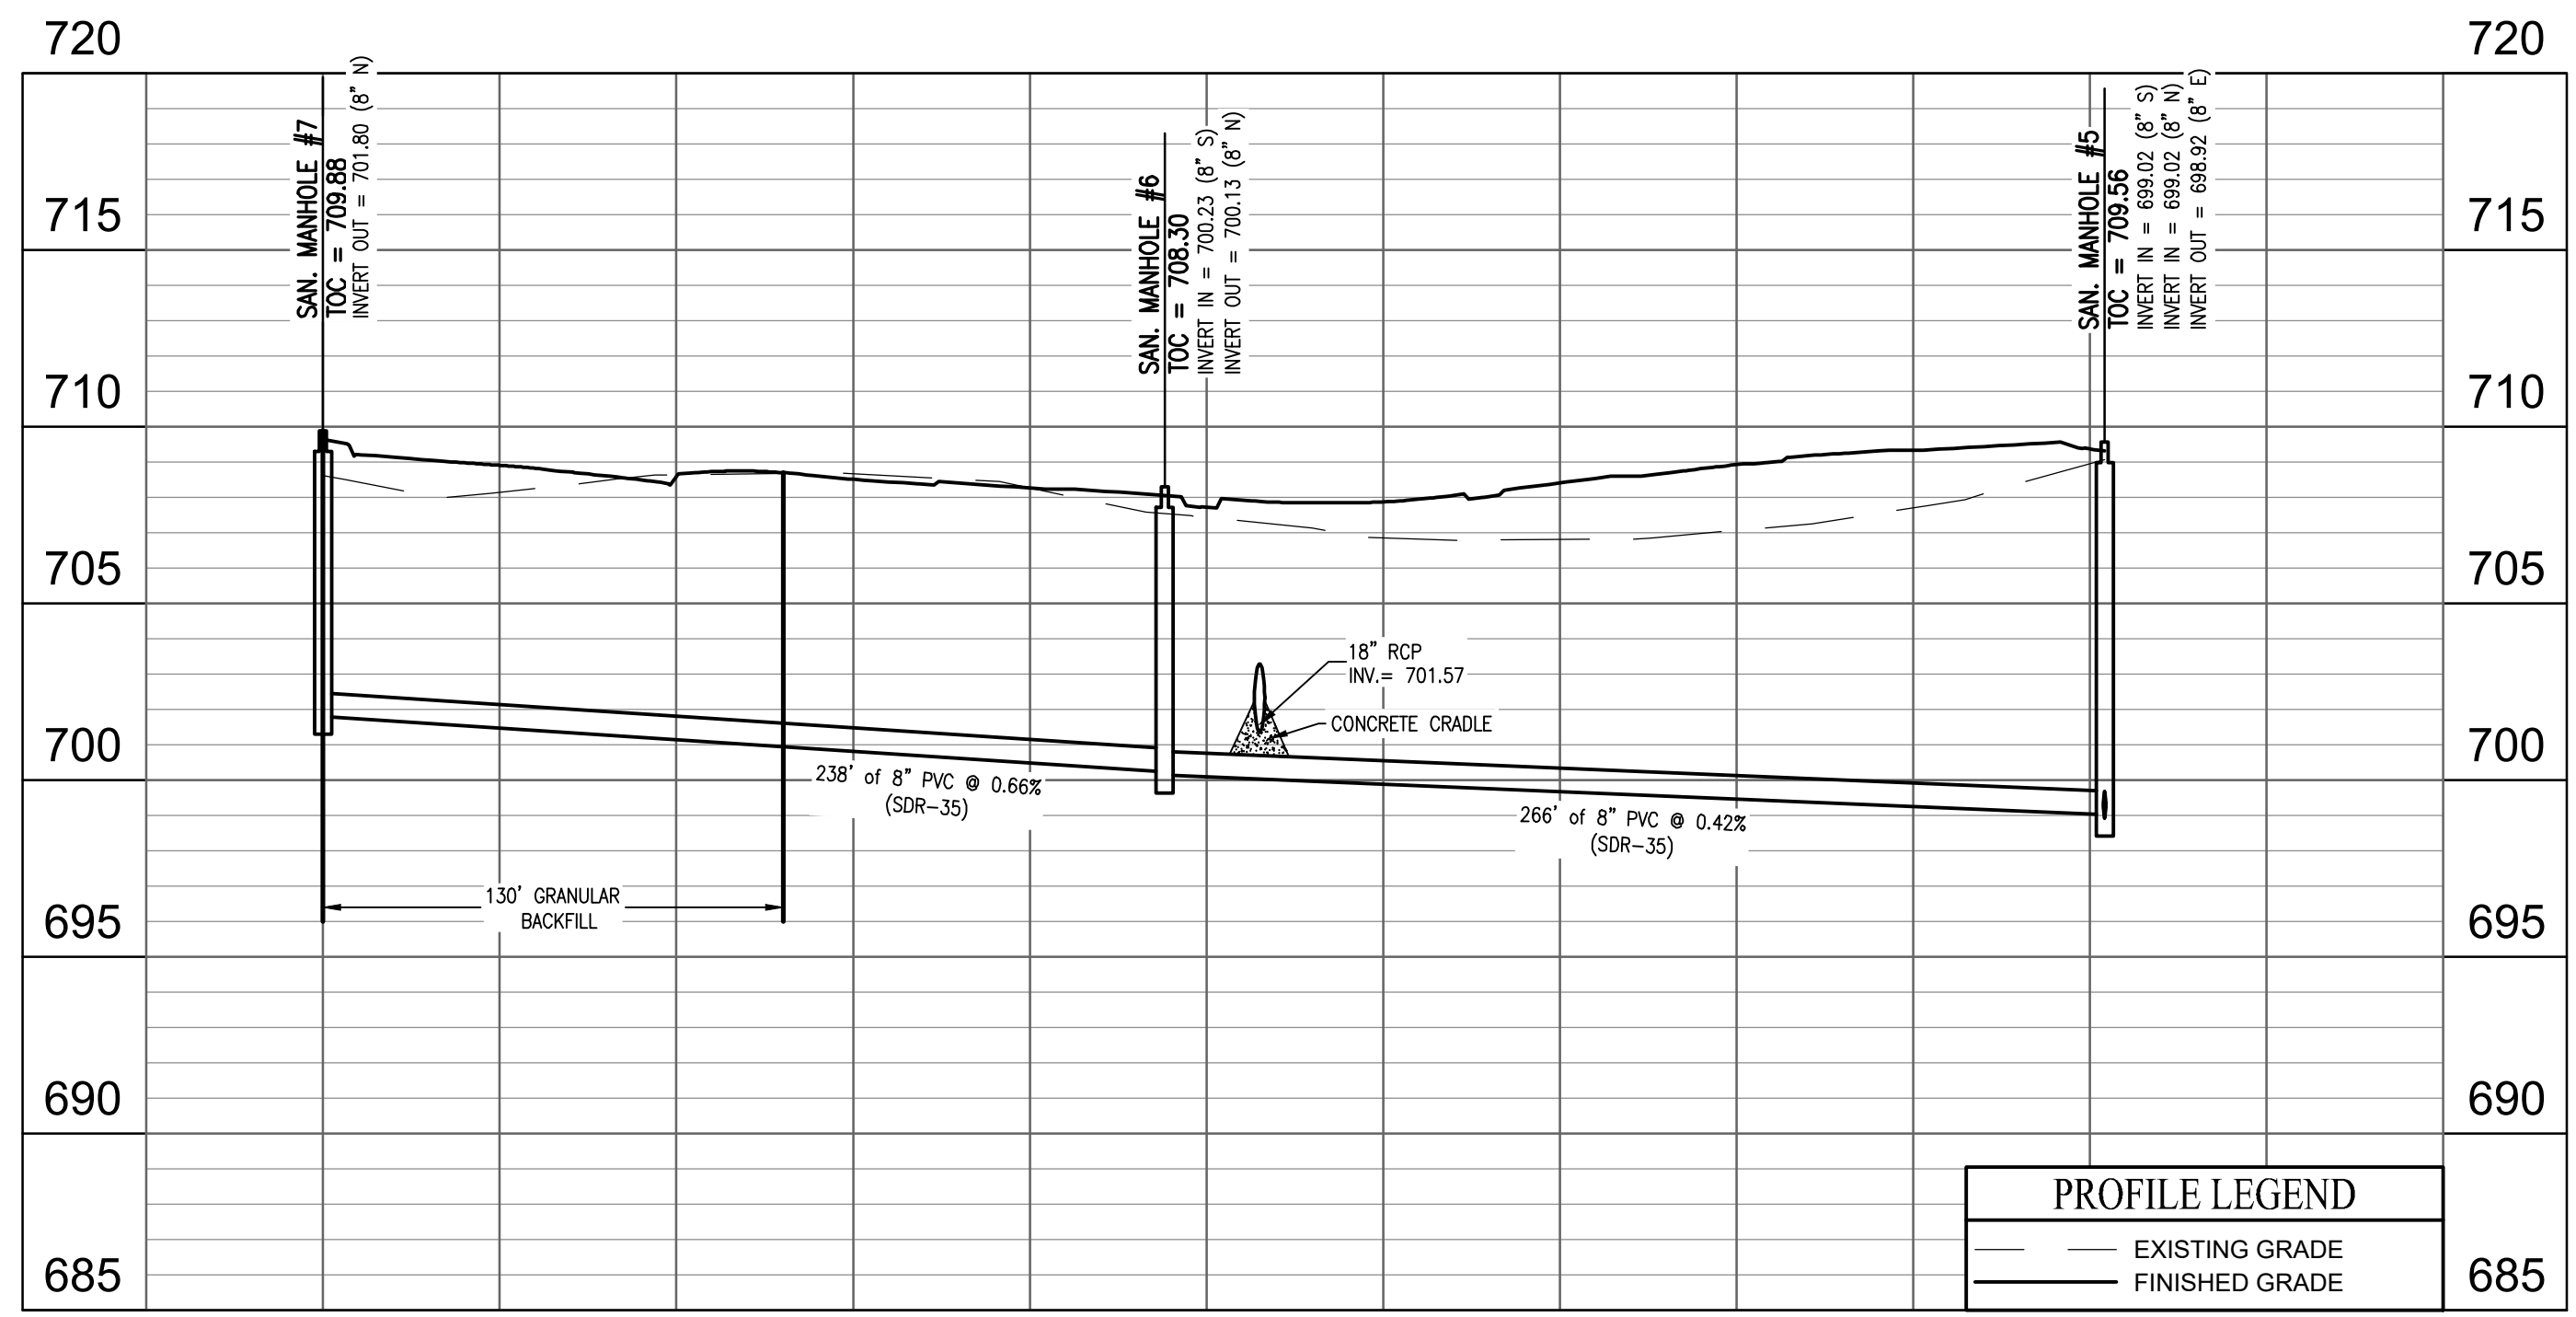 720
720
SAN. MANHOLE #7
TOC = 709.88
INVERT OUT = 701.80 (8" N)
SAN. MANHOLE #6
TOC = 708.30
INVERT IN = 700.23 (8" S)
INVERT OUT = 700.13 (8" N)
SAN. MANHOLE #5
TOC = 709.56
INVERT IN = 699.02 (8" S)
INVERT IN = 699.02 (8" N)
INVERT OUT = 698.92 (8" E)
715
715
710
710
705
705
18" RCP
INV.= 701.57
CONCRETE CRADLE
700
700
238' of 8" PVC @ 0.66%
(SDR-35)
266' of 8" PVC @ 0.42%
(SDR-35)
130' GRANULAR
BACKFILL
695
695
690
690
PROFILE LEGEND
EXISTING GRADE
FINISHED GRADE
685
685